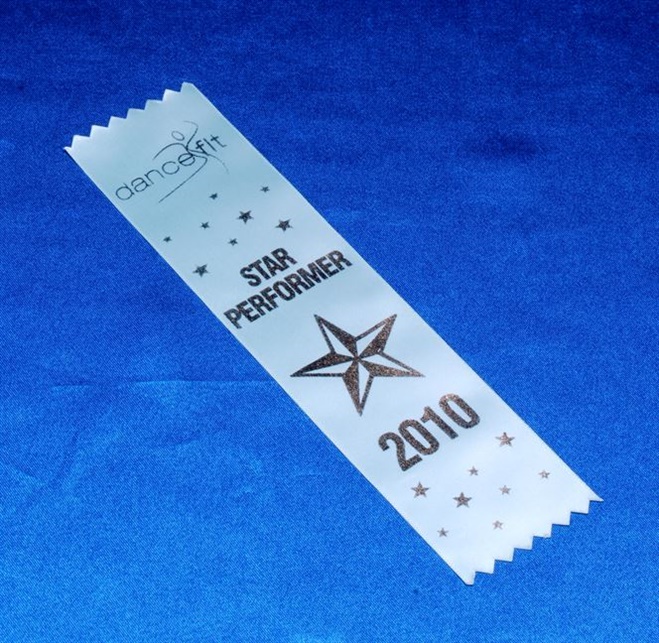 dancefit
STAR
PERFORMER
2010